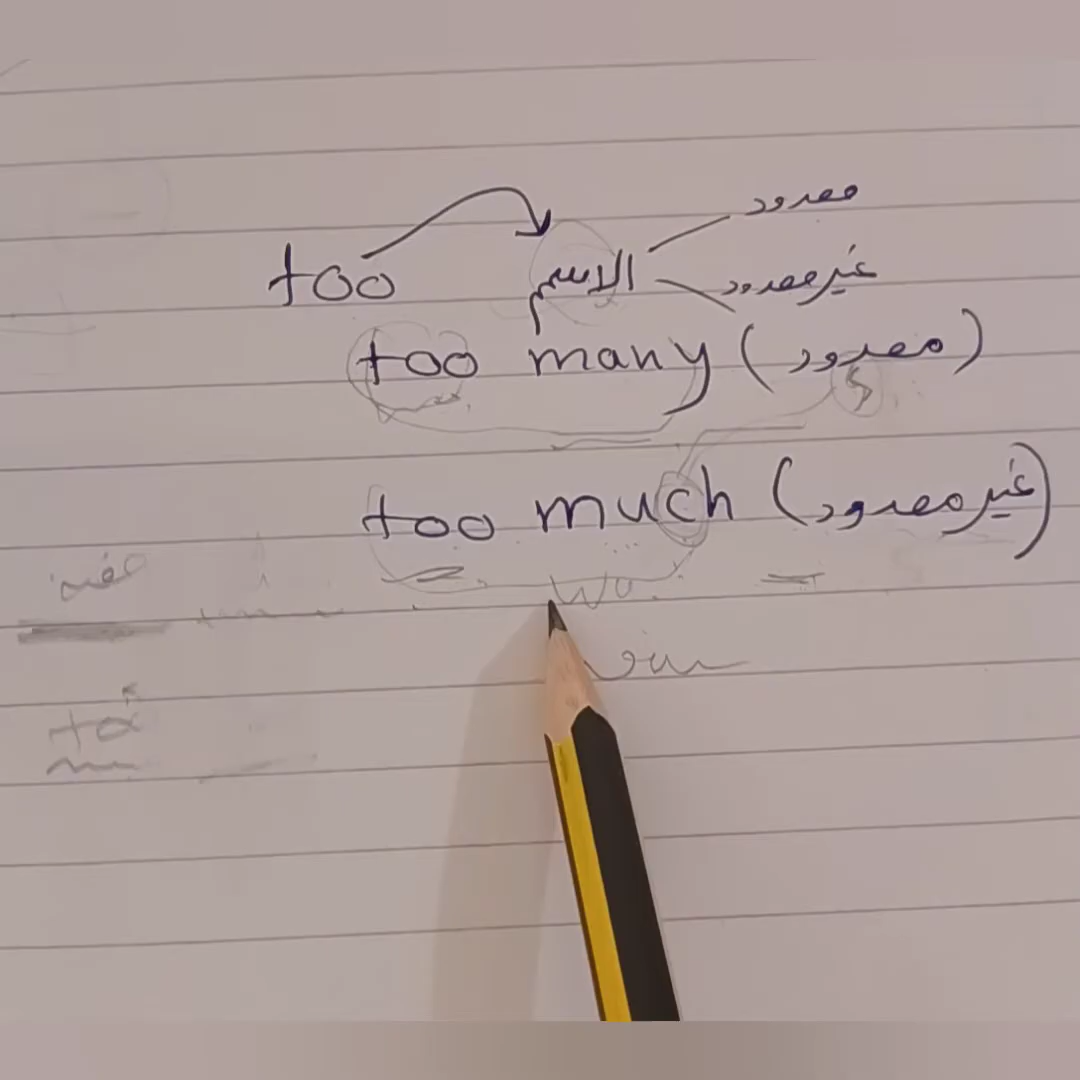 معدود
too الاسم غير معدود
too many (معدود)
S
too much (غير معدود)